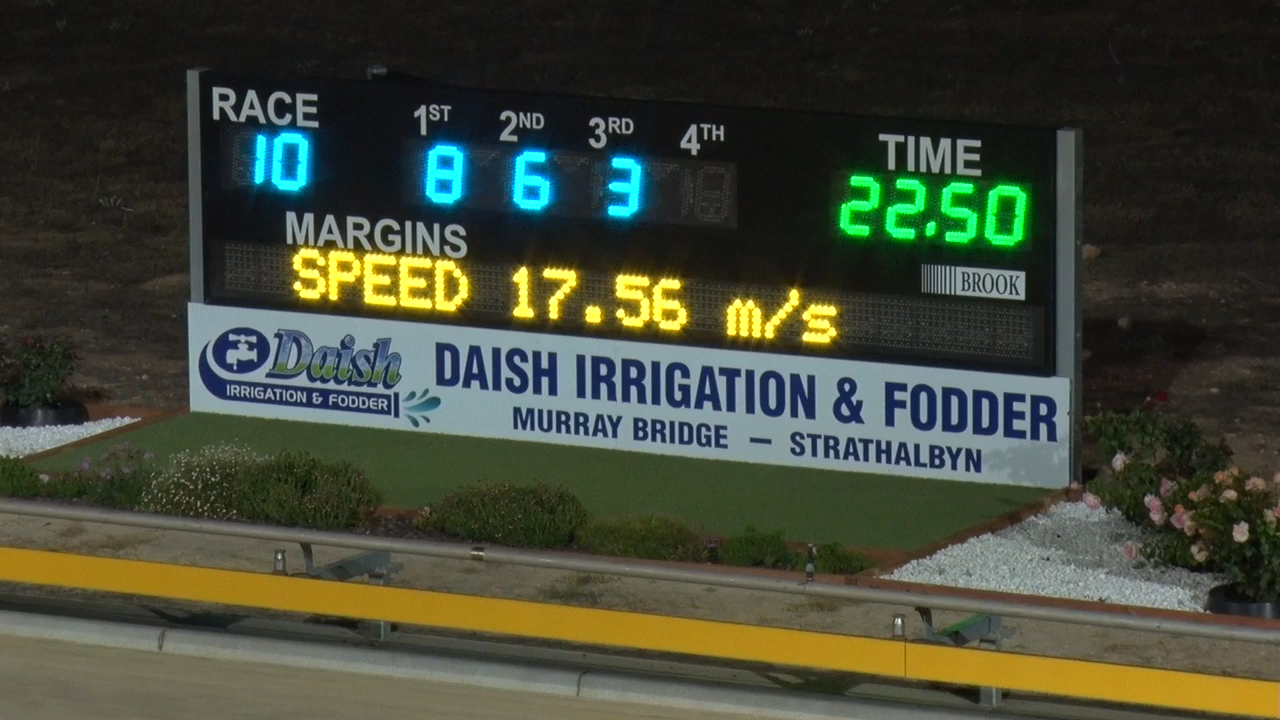 RACE 1ST 2ND 3RD 4TH TIME
10 8 6 3 22.50
MARGINS
BROOK
SPEED 17.56 m/s
Daish
IRRIGATION & FODDER
DAISH IRRIGATION & FODDER
MURRAY BRIDGE – STRATHALBYN